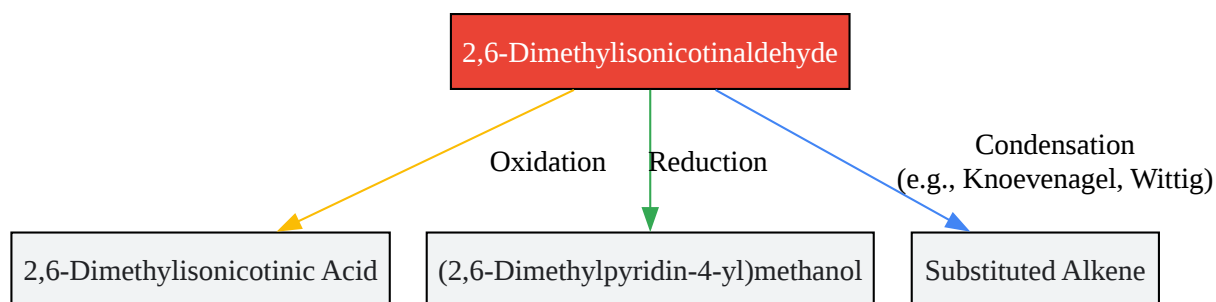 2,6-Dimethylisonicotinaldehyde
Oxidation
Reduction
Condensation
(e.g., Knoevenagel, Wittig)
2,6-Dimethylisonicotinic Acid
(2,6-Dimethylpyridin-4-yl)methanol
Substituted Alkene